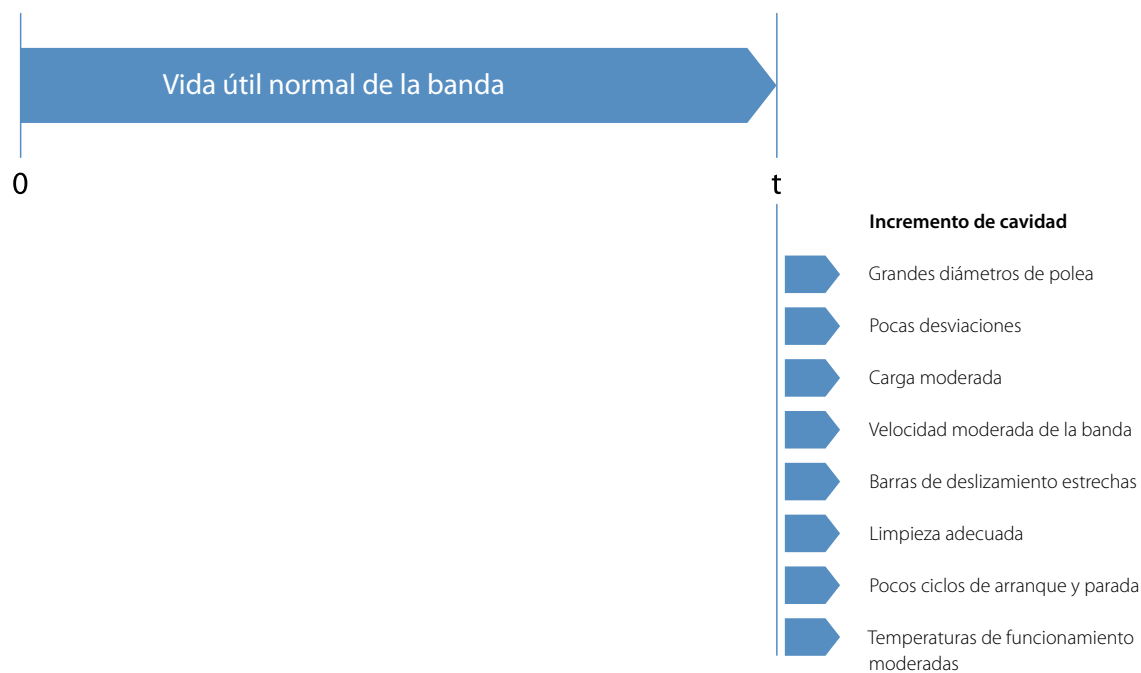 Vida útil normal de la banda
0
t
Incremento de cavidad
Grandes diámetros de polea
Pocas desviaciones
Carga moderada
Velocidad moderada de la banda
Barras de deslizamiento estrechas
Limpieza adecuada
Pocos ciclos de arranque y parada
Temperaturas de funcionamiento
moderadas